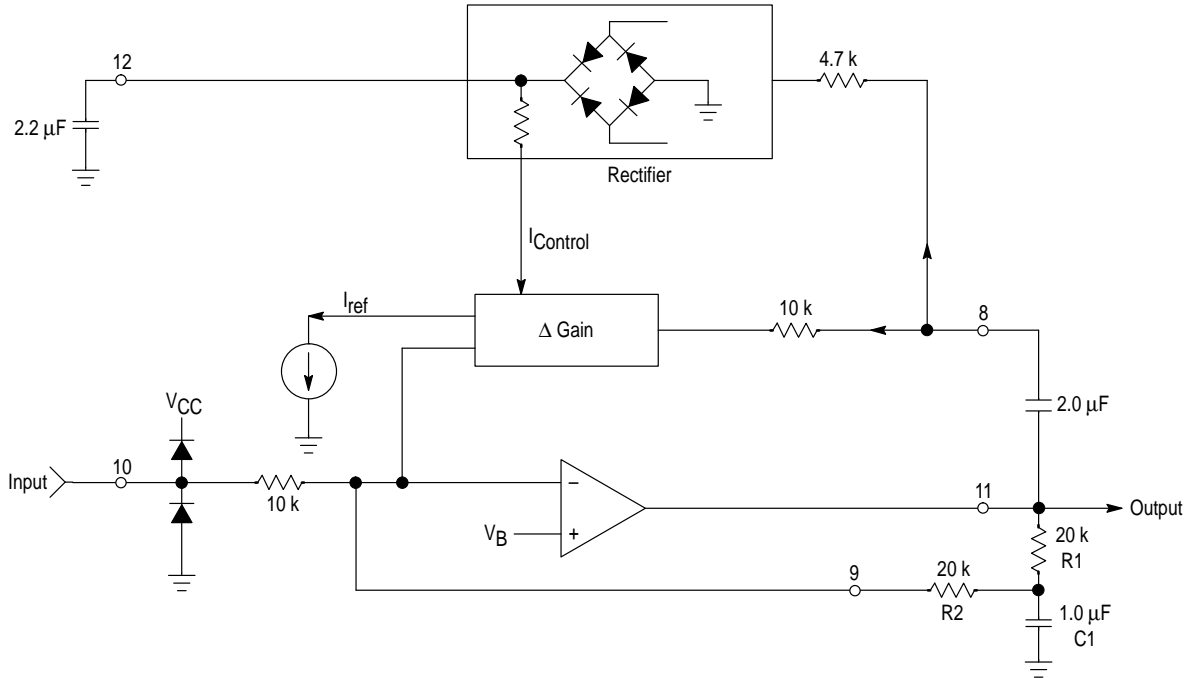 12
4.7 k
2.2 μF
Rectifier
IControl
Iref
Δ Gain
10 k
8
VCC
2.0 μF
Input
10
10 k
–
VB
+
11
Output
20 k
R1
9
20 k
R2
1.0 μF
C1